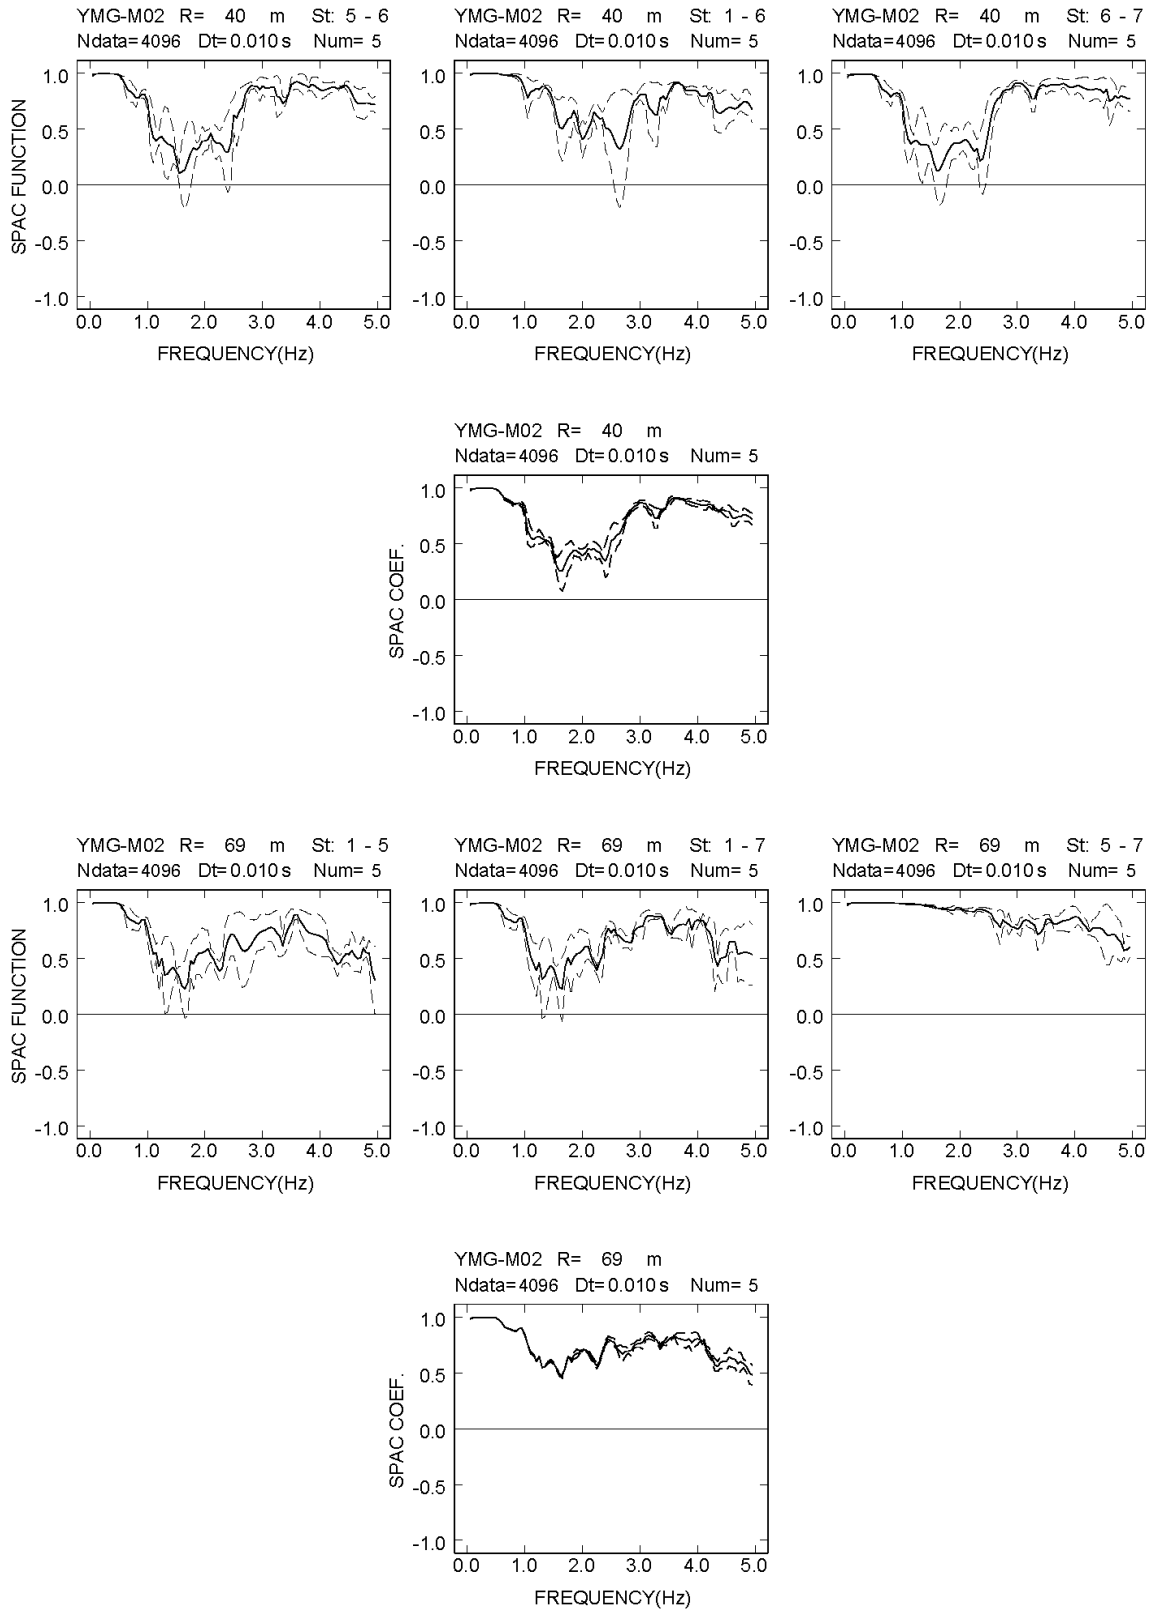 YMG-M02 R= 40 m St: 5 - 6
Ndata=4096 Dt=0.010 s Num= 5
SPAC FUNCTION
1.0
0.5
0.0
-0.5
-1.0
0.0 1.0 2.0 3.0 4.0 5.0
FREQUENCY(Hz)
YMG-M02 R= 40 m St: 1 - 6
Ndata=4096 Dt=0.010 s Num= 5
1.0
0.5
0.0
-0.5
-1.0
0.0 1.0 2.0 3.0 4.0 5.0
FREQUENCY(Hz)
YMG-M02 R= 40 m St: 6 - 7
Ndata=4096 Dt=0.010 s Num= 5
1.0
0.5
0.0
-0.5
-1.0
0.0 1.0 2.0 3.0 4.0 5.0
FREQUENCY(Hz)
YMG-M02 R= 40 m
Ndata=4096 Dt=0.010 s Num= 5
SPAC COEF.
1.0
0.5
0.0
-0.5
-1.0
0.0 1.0 2.0 3.0 4.0 5.0
FREQUENCY(Hz)
YMG-M02 R= 69 m St: 1 - 5
Ndata=4096 Dt=0.010 s Num= 5
SPAC FUNCTION
1.0
0.5
0.0
-0.5
-1.0
0.0 1.0 2.0 3.0 4.0 5.0
FREQUENCY(Hz)
YMG-M02 R= 69 m St: 1 - 7
Ndata=4096 Dt=0.010 s Num= 5
1.0
0.5
0.0
-0.5
-1.0
0.0 1.0 2.0 3.0 4.0 5.0
FREQUENCY(Hz)
YMG-M02 R= 69 m St: 5 - 7
Ndata=4096 Dt=0.010 s Num= 5
1.0
0.5
0.0
-0.5
-1.0
0.0 1.0 2.0 3.0 4.0 5.0
FREQUENCY(Hz)
YMG-M02 R= 69 m
Ndata=4096 Dt=0.010 s Num= 5
SPAC COEF.
1.0
0.5
0.0
-0.5
-1.0
0.0 1.0 2.0 3.0 4.0 5.0
FREQUENCY(Hz)